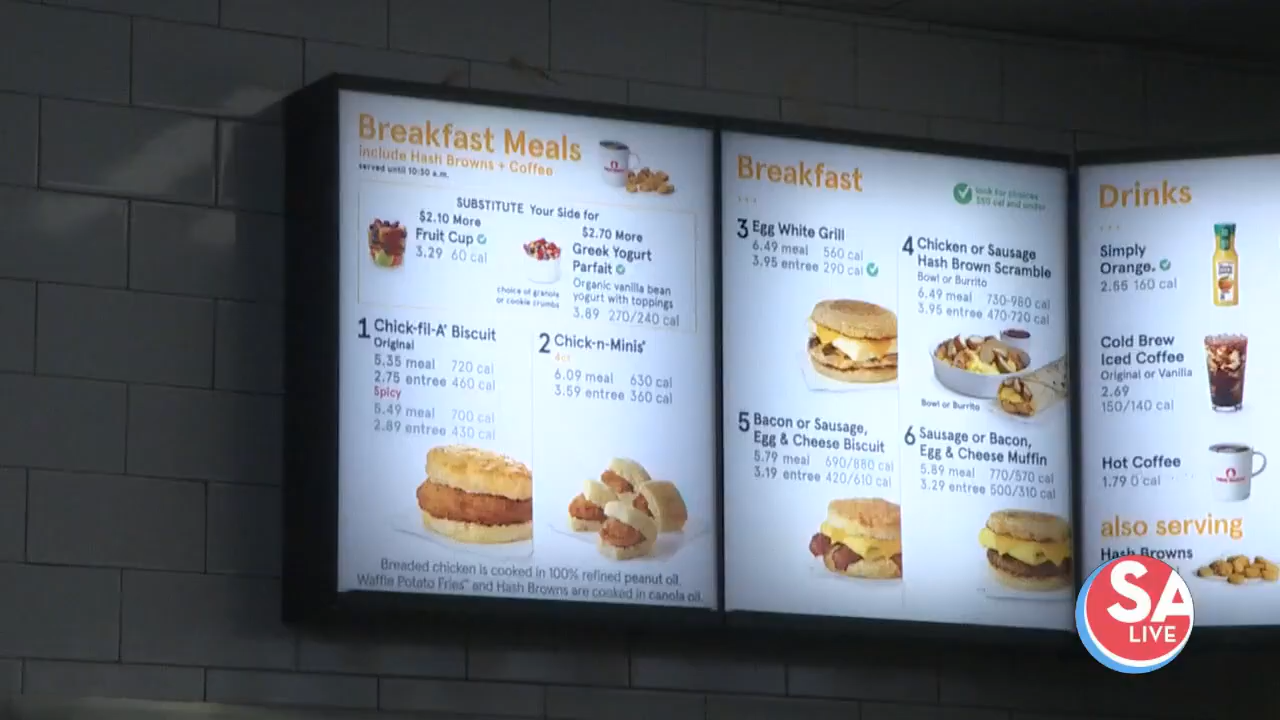 Breakfast Meals
include Hash Browns + Coffee
served until 10:30 a.m.
SUBSTITUTE Your Side for
$2.10 More
Fruit Cup
3.29 60 cal
$2.70 More
Greek Yogurt
Parfait
Organic vanilla bean
yogurt with toppings
3.89 270/240 cal
choice of granola
or cookie crumbs
1 Chick-fil-A® Biscuit
Original
5.35 meal 720 cal
2.75 entree 460 cal
Spicy
5.49 meal 700 cal
2.89 entree 430 cal
2 Chick-n-Minis®
4ct
6.09 meal 630 cal
3.59 entree 360 cal
Breaded chicken is cooked in 100% refined peanut oil.
Waffle Potato Fries™ and Hash Browns are cooked in canola oil.
Breakfast
look for choices
350 cal and under
3 Egg White Grill
6.49 meal 560 cal
3.95 entree 290 cal
4 Chicken or Sausage
Hash Brown Scramble
Bowl or Burrito
6.49 meal 730-980 cal
3.95 entree 470-720 cal
Bowl or Burrito
5 Bacon or Sausage,
Egg & Cheese Biscuit
5.79 meal 690/880 cal
3.19 entree 420/610 cal
6 Sausage or Bacon,
Egg & Cheese Muffin
5.89 meal 770/570 cal
3.29 entree 500/310 cal
Drinks
Simply
Orange.
2.55 160 cal
Cold Brew
Iced Coffee
Original or Vanilla
2.69
150/140 cal
Hot Coffee
1.79 0 cal
also serving
Hash Browns
SA
LIVE